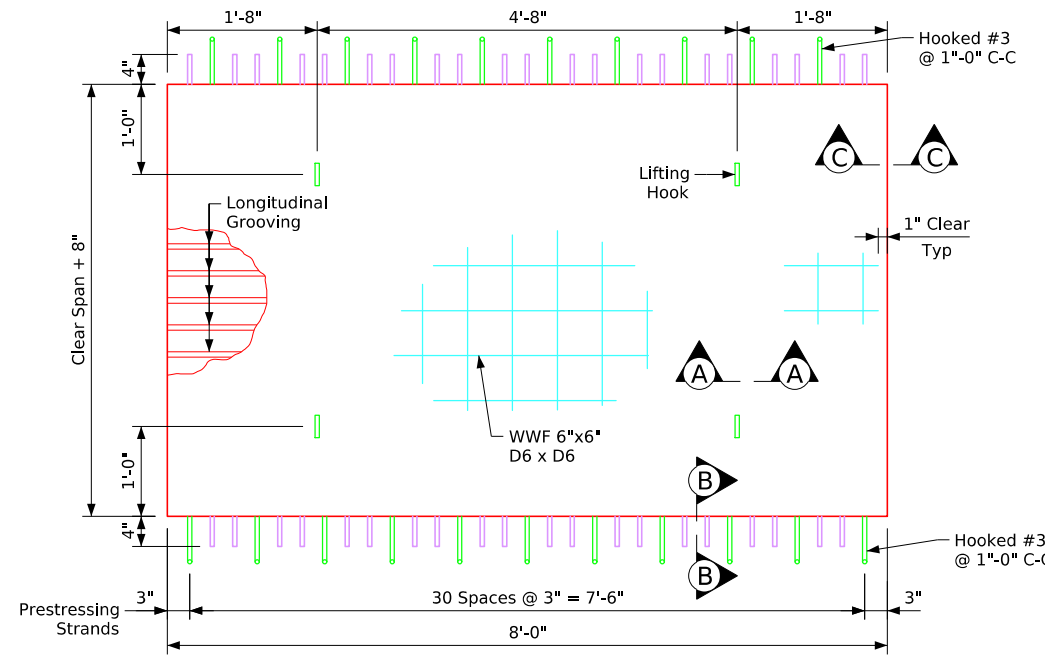 1'-8"
4'-8"
1'-8"
Hooked #3
@ 1"-0" C-C
4"
1'-0"
C
C
Lifting
Hook
Longitudinal
Grooving
1" Clear
Typ
Clear Span + 8"
A
A
WWF 6"x6"
D6 x D6
1'-0"
B
4"
Hooked #3
@ 1"-0" C-
B
3"
30 Spaces @ 3" = 7'-6"
3"
Prestressing
Strands
8'-0"